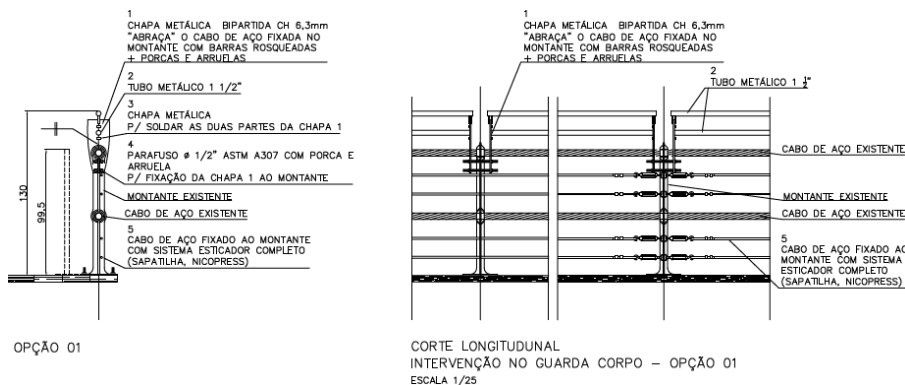 1
CHAPA METÁLICA BIPARTIDA CH 6,3mm
"ABRAÇA" O CABO DE AÇO FIXADA NO
MONTANTE COM BARRAS ROSQUEADAS
+ PORCAS E ARRUELAS
2
TUBO METÁLICO 1 1/2"
3
CHAPA METÁLICA
P/ SOLDAR AS DUAS PARTES DA CHAPA 1
4
PARAFUSO ø 1/2" ASTM A307 COM PORCA E
ARRUELA
P/ FIXAÇÃO DA CHAPA 1 AO MONTANTE
MONTANTE EXISTENTE
CABO DE AÇO EXISTENTE
5
CABO DE AÇO FIXADO AO MONTANTE
COM SISTEMA ESTICADOR COMPLETO
(SAPATILHA, NICOPRESS)
130
99,5
OPÇÃO 01
1
CHAPA METÁLICA BIPARTIDA CH 6,3mm
"ABRAÇA" O CABO DE AÇO FIXADA NO
MONTANTE COM BARRAS ROSQUEADAS
+ PORCAS E ARRUELAS
2
TUBO METÁLICO 1 ½"
CABO DE AÇO EXISTENTE
MONTANTE EXISTENTE
CABO DE AÇO EXISTENTE
5
CABO DE AÇO FIXADO AO
MONTANTE COM SISTEMA
ESTICADOR COMPLETO
(SAPATILHA, NICOPRESS)
CORTE LONGITUDUNAL
INTERVENÇÃO NO GUARDA CORPO – OPÇÃO 01
ESCALA 1/25